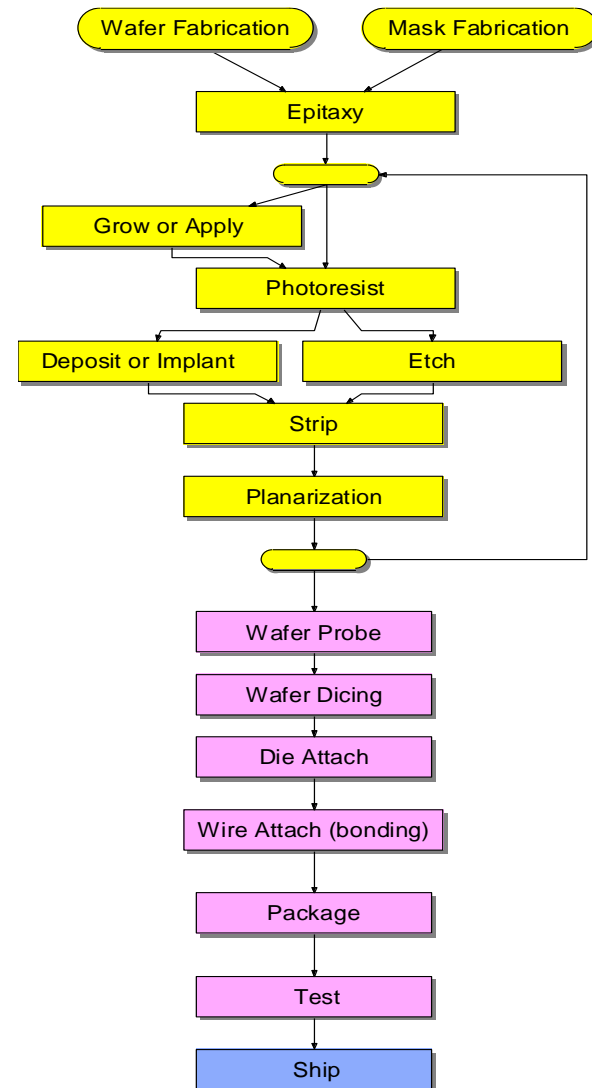 Wafer Fabrication
Mask Fabrication
Epitaxy
Grow or Apply
Photoresist
Deposit or Implant
Etch
Strip
Planarization
Wafer Probe
Wafer Dicing
Die Attach
Wire Attach (bonding)
Package
Test
Ship